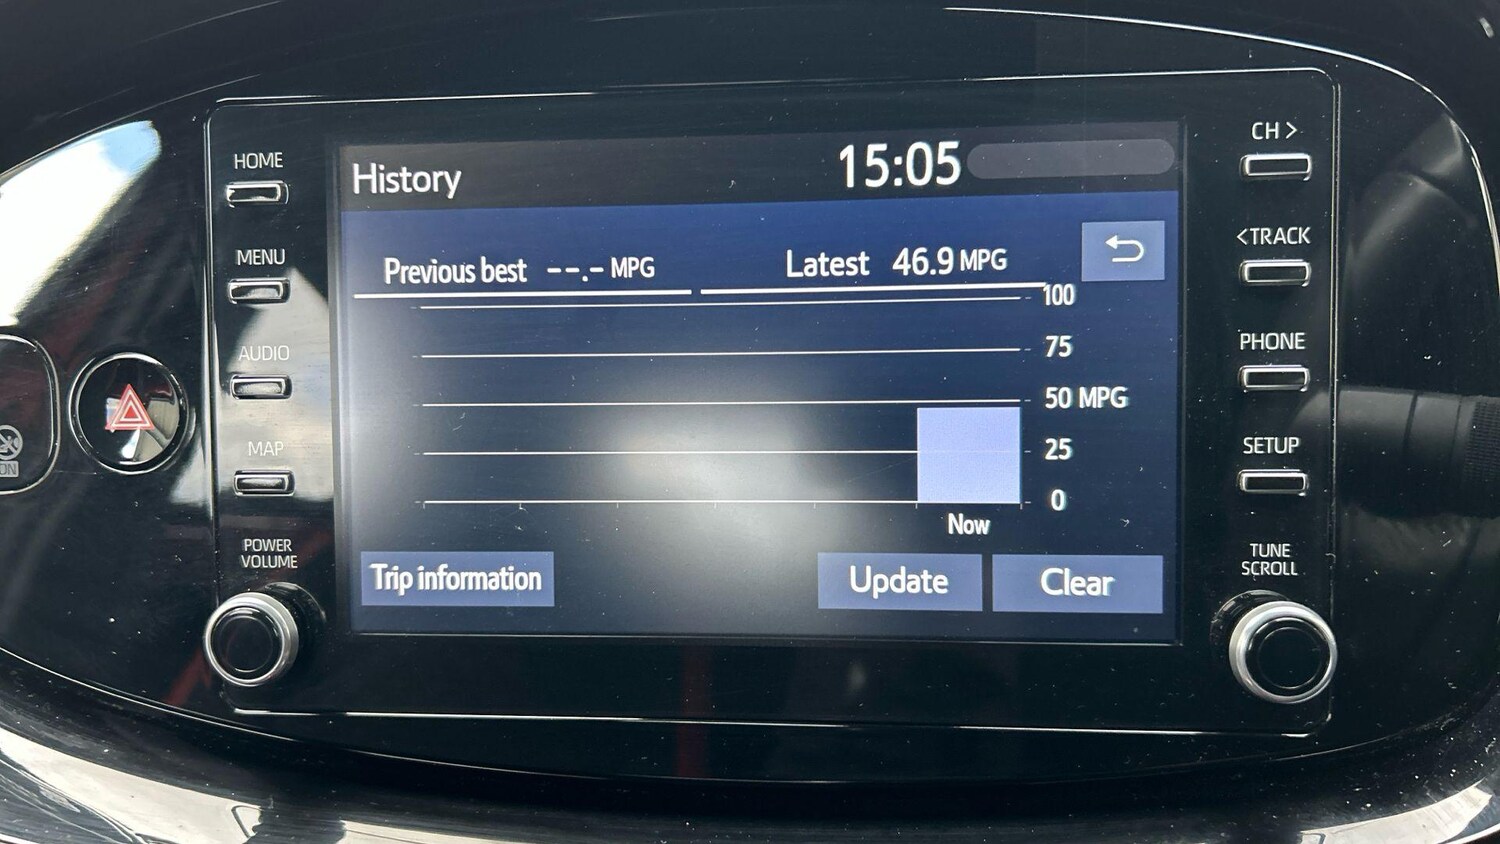 HOME
MENU
AUDIO
MAP
POWER
VOLUME
ON
History
15:05
Previous best --.- MPG
Latest 46.9 MPG
100
75
50 MPG
25
0
Now
Trip information
Update
Clear
CH >
<TRACK
PHONE
SETUP
TUNE
SCROLL